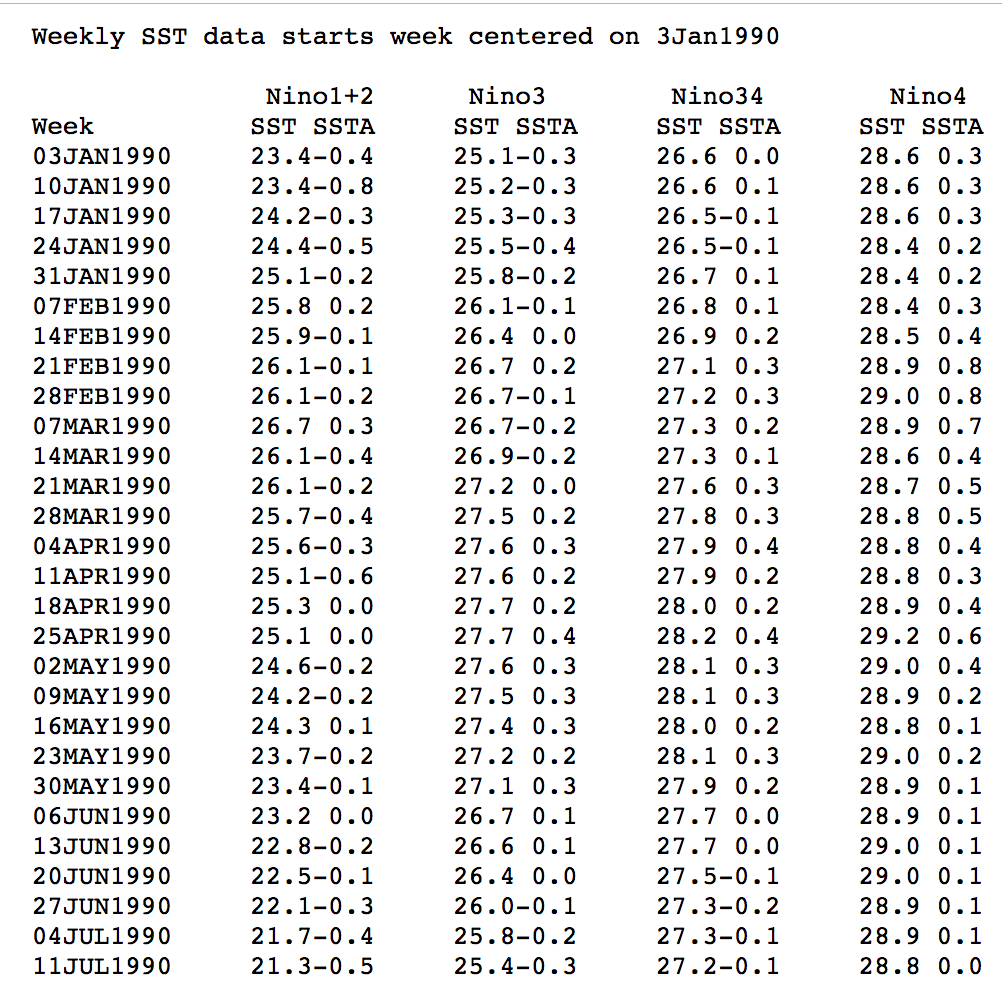 Weekly SST data starts week centered on 3Jan1990
Nino1+2 Nino3 Nino34 Nino4
Week SST SSTA SST SSTA SST SSTA SST SSTA
03JAN1990 23.4-0.4 25.1-0.3 26.6 0.0 28.6 0.3
10JAN1990 23.4-0.8 25.2-0.3 26.6 0.1 28.6 0.3
17JAN1990 24.2-0.3 25.3-0.3 26.5-0.1 28.6 0.3
24JAN1990 24.4-0.5 25.5-0.4 26.5-0.1 28.4 0.2
31JAN1990 25.1-0.2 25.8-0.2 26.7 0.1 28.4 0.2
07FEB1990 25.8 0.2 26.1-0.1 26.8 0.1 28.4 0.3
14FEB1990 25.9-0.1 26.4 0.0 26.9 0.2 28.5 0.4
21FEB1990 26.1-0.1 26.7 0.2 27.1 0.3 28.9 0.8
28FEB1990 26.1-0.2 26.7-0.1 27.2 0.3 29.0 0.8
07MAR1990 26.7 0.3 26.7-0.2 27.3 0.2 28.9 0.7
14MAR1990 26.1-0.4 26.9-0.2 27.3 0.1 28.6 0.4
21MAR1990 26.1-0.2 27.2 0.0 27.6 0.3 28.7 0.5
28MAR1990 25.7-0.4 27.5 0.2 27.8 0.3 28.8 0.5
04APR1990 25.6-0.3 27.6 0.3 27.9 0.4 28.8 0.4
11APR1990 25.1-0.6 27.6 0.2 27.9 0.2 28.8 0.3
18APR1990 25.3 0.0 27.7 0.2 28.0 0.2 28.9 0.4
25APR1990 25.1 0.0 27.7 0.4 28.2 0.4 29.2 0.6
02MAY1990 24.6-0.2 27.6 0.3 28.1 0.3 29.0 0.4
09MAY1990 24.2-0.2 27.5 0.3 28.1 0.3 28.9 0.2
16MAY1990 24.3 0.1 27.4 0.3 28.0 0.2 28.8 0.1
23MAY1990 23.7-0.2 27.2 0.2 28.1 0.3 29.0 0.2
30MAY1990 23.4-0.1 27.1 0.3 27.9 0.2 28.9 0.1
06JUN1990 23.2 0.0 26.7 0.1 27.7 0.0 28.9 0.1
13JUN1990 22.8-0.2 26.6 0.1 27.7 0.0 29.0 0.1
20JUN1990 22.5-0.1 26.4 0.0 27.5-0.1 29.0 0.1
27JUN1990 22.1-0.3 26.0-0.1 27.3-0.2 28.9 0.1
04JUL1990 21.7-0.4 25.8-0.2 27.3-0.1 28.9 0.1
11JUL1990 21.3-0.5 25.4-0.3 27.2-0.1 28.8 0.0